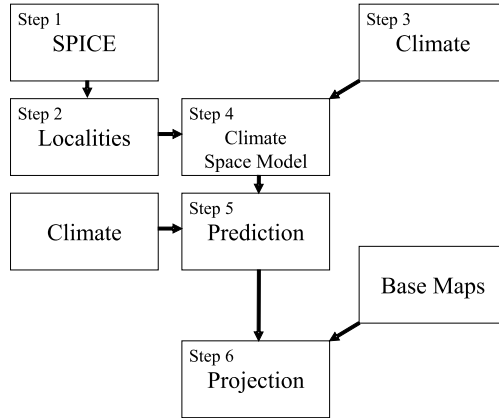 Step 1
SPICE
Step 3
Climate
Step 2
Localities
Step 4
Climate
Space Model
Climate
Step 5
Prediction
Base Maps
Step 6
Projection